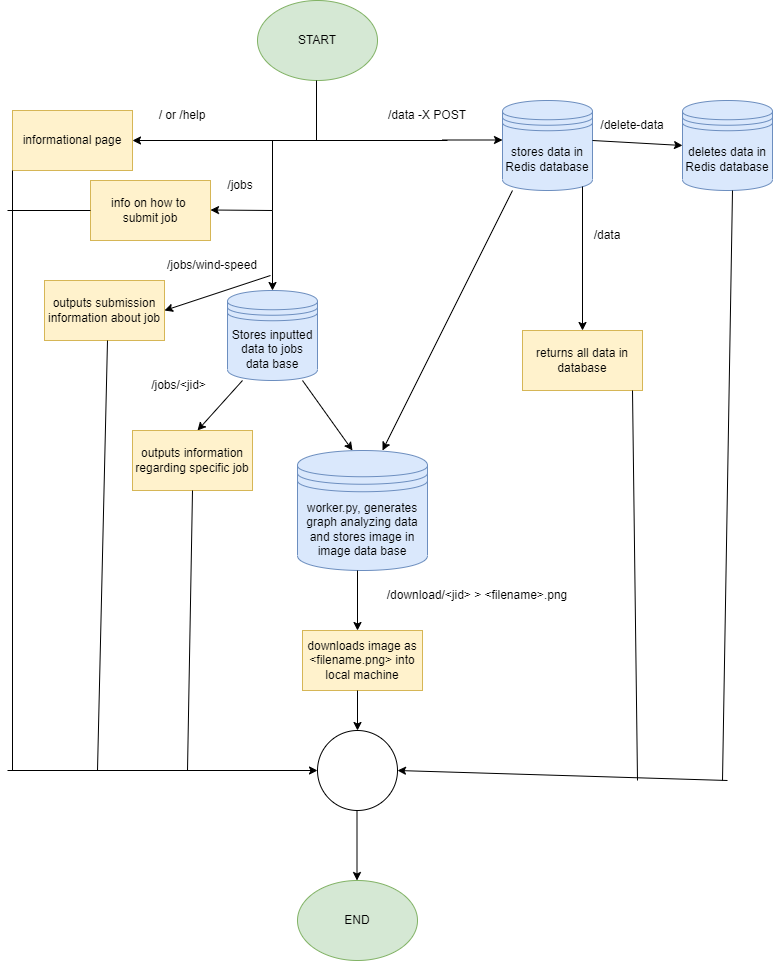 START
/ or /help
/data -X POST
/delete-data
informational page
stores data in
Redis database
deletes data in
Redis database
/jobs
info on how to
submit job
/data
/jobs/wind-speed
outputs submission
information about job
Stores inputted
data to jobs
data base
returns all data in
database
/jobs/<jid>
outputs information
regarding specific job
worker.py, generates
graph analyzing data
and stores image in
image data base
/download/<jid> > <filename>.png
downloads image as
<filename.png> into
local machine
END